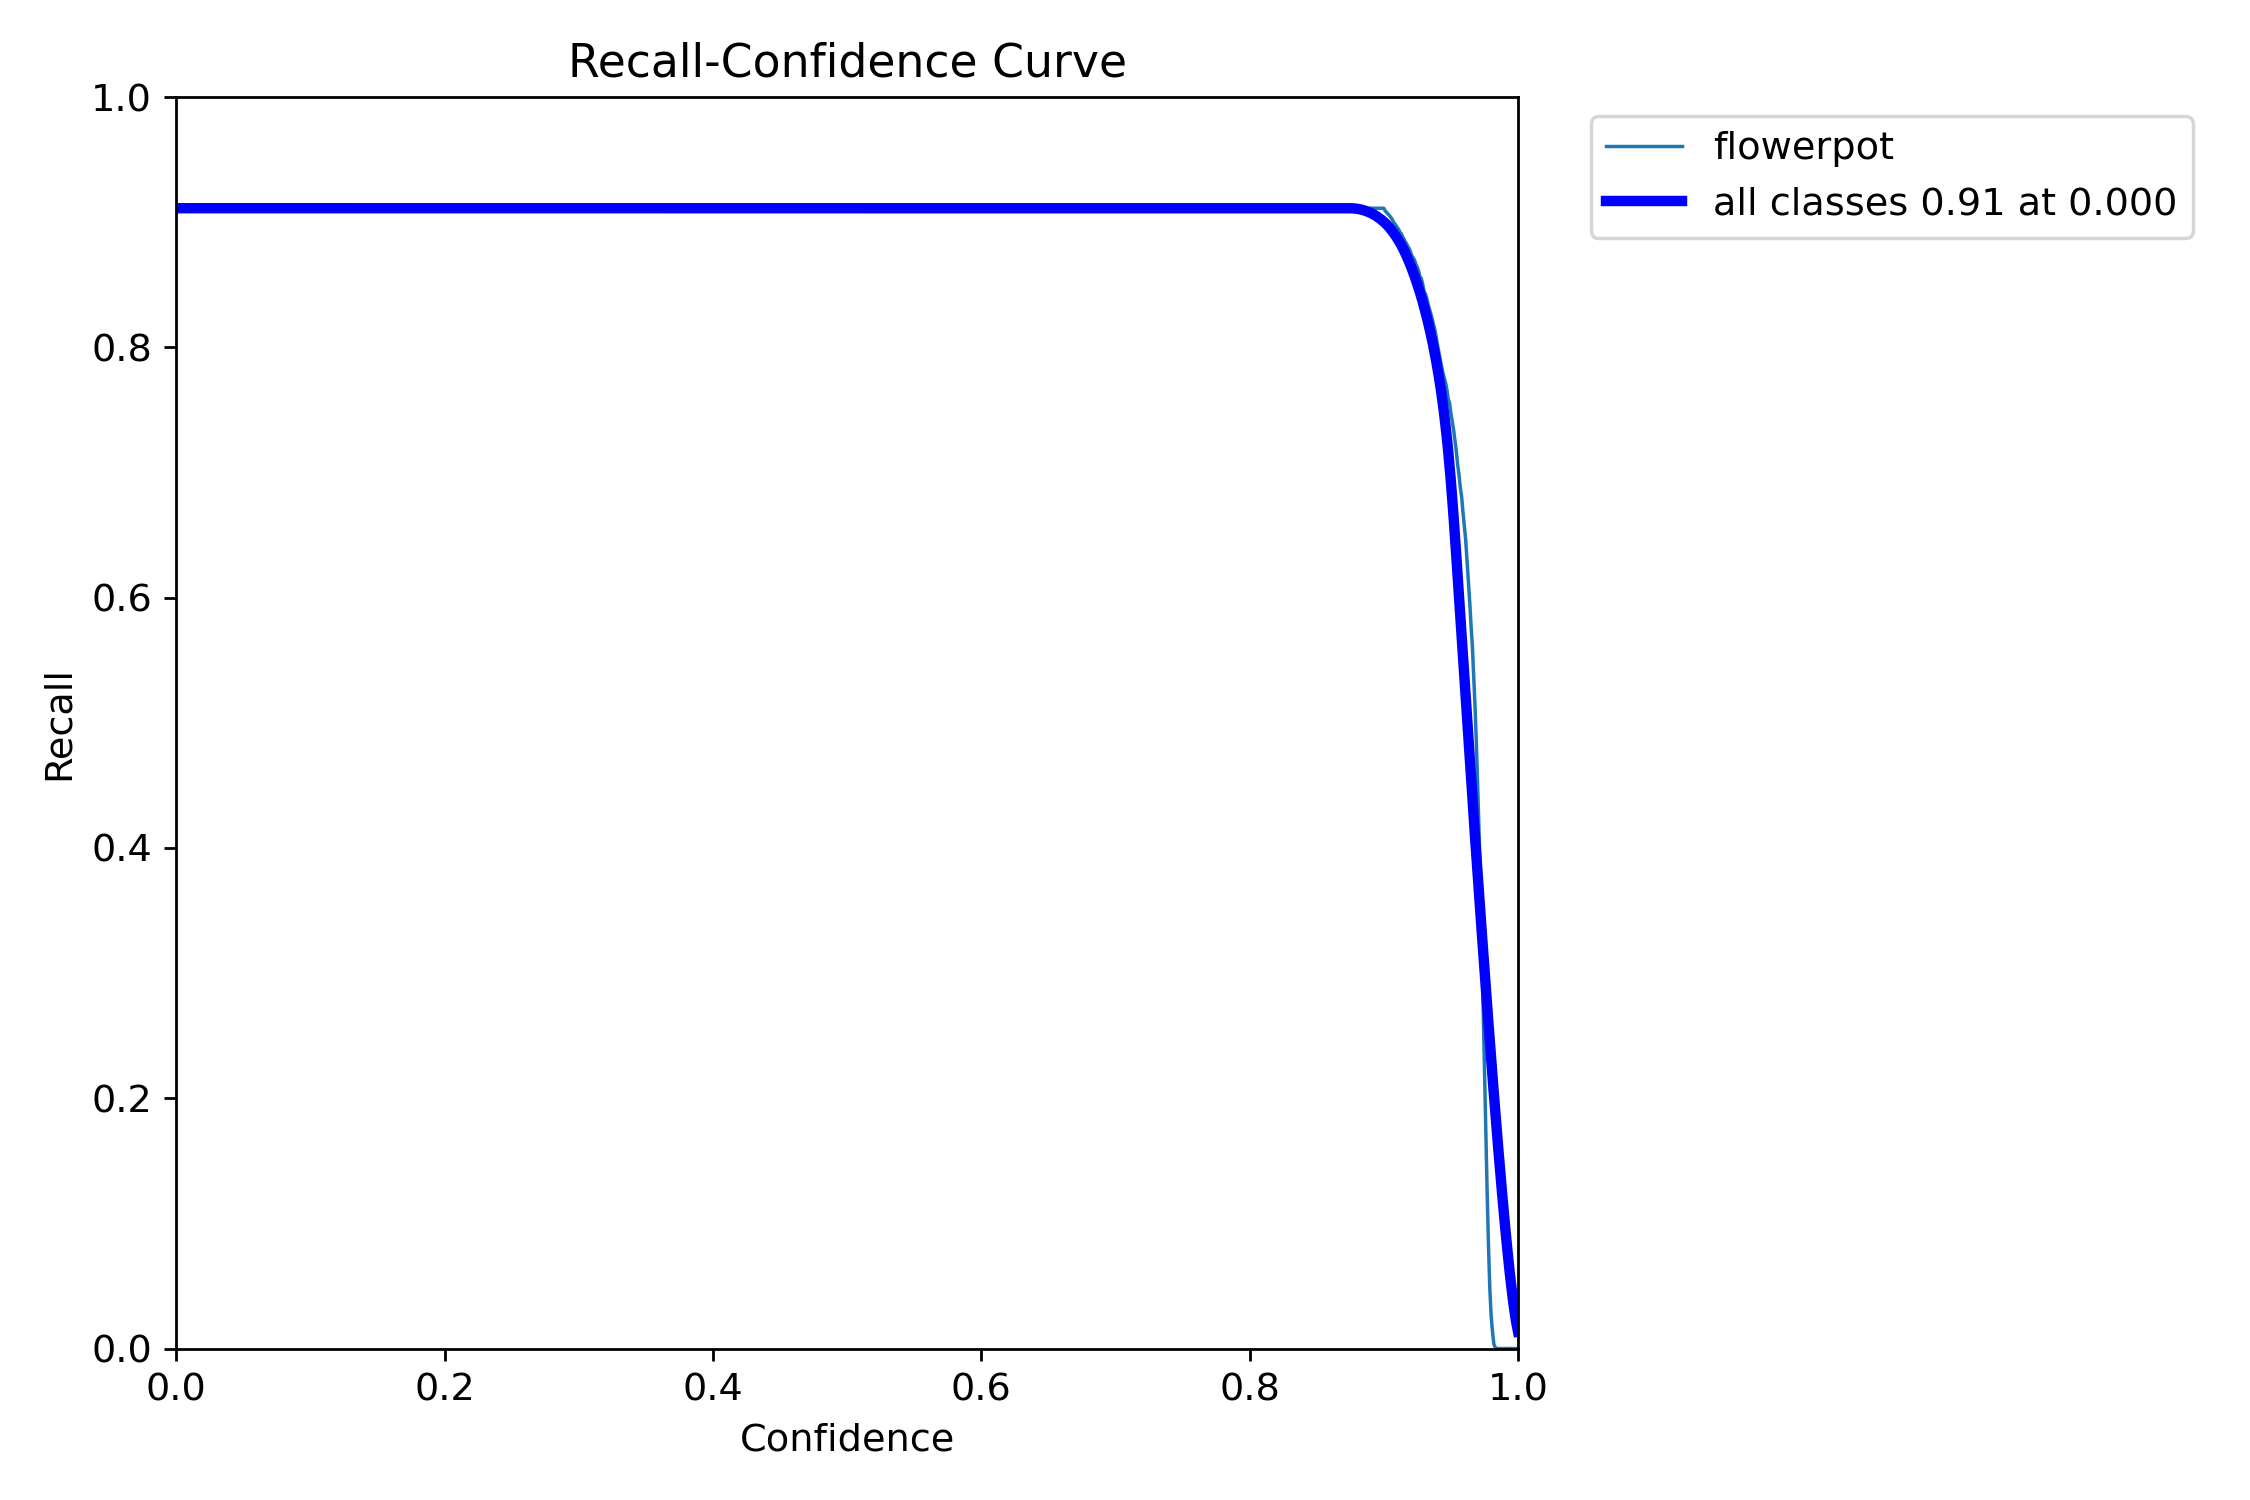 Recall-Confidence Curve
1.0
0.8
0.6
0.4
0.2
0.0
Recall
0.0 0.2 0.4 0.6 0.8 1.0
Confidence
flowerpot
all classes 0.91 at 0.000